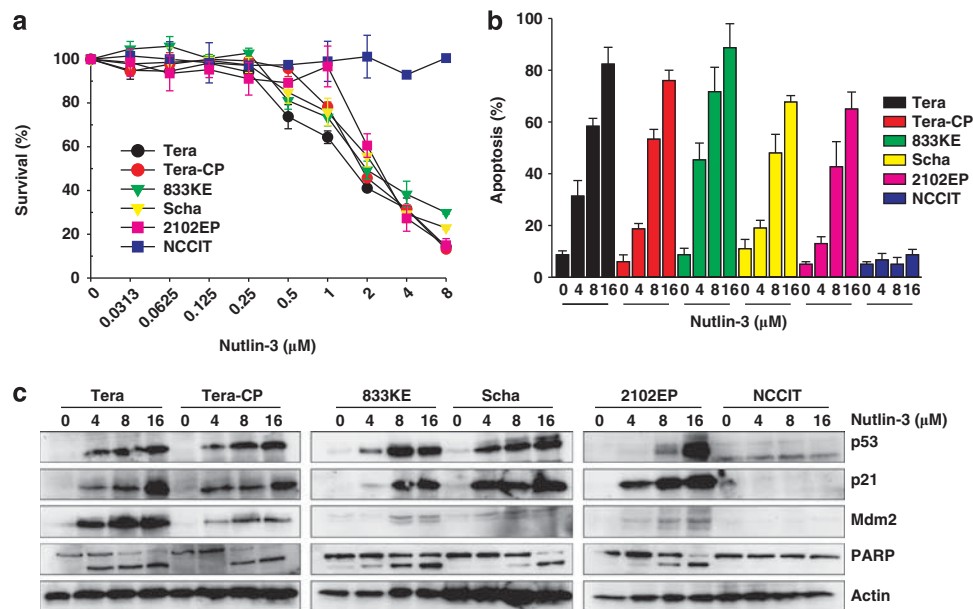 a
Survival (%)
100
80
60
40
20
0
Tera
Tera-CP
833KE
Scha
2102EP
NCCIT
0 0.0313 0.0625 0.125 0.25 0.5 1 2 4 8
Nutlin-3 (μM)
b
Apoptosis (%)
100
80
60
40
20
0
Tera
Tera-CP
833KE
Scha
2102EP
NCCIT
0 4 8 16 0 4 8 16 0 4 8 16 0 4 8 16 0 4 8 16 0 4 8 16
Nutlin-3 (μM)
c
Tera Tera-CP 833KE Scha 2102EP NCCIT
0 4 8 16 0 4 8 16 0 4 8 16 0 4 8 16 0 4 8 16 0 4 8 16 Nutlin-3 (μM)
p53
p21
Mdm2
PARP
Actin